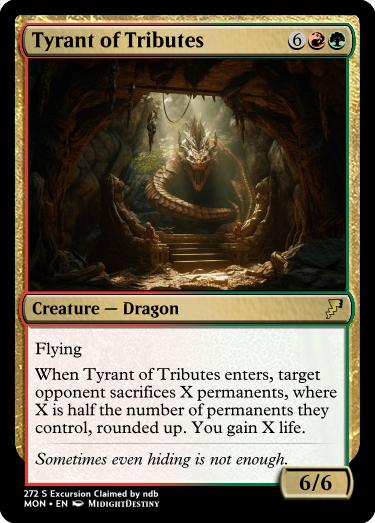 Tyrant of Tributes 6
Creature — Dragon
Flying
When Tyrant of Tributes enters, target
opponent sacrifices X permanents, where
X is half the number of permanents they
control, rounded up. You gain X life.
Sometimes even hiding is not enough.
6/6
272 S Excursion Claimed by ndb
MON • EN MidightDestiny